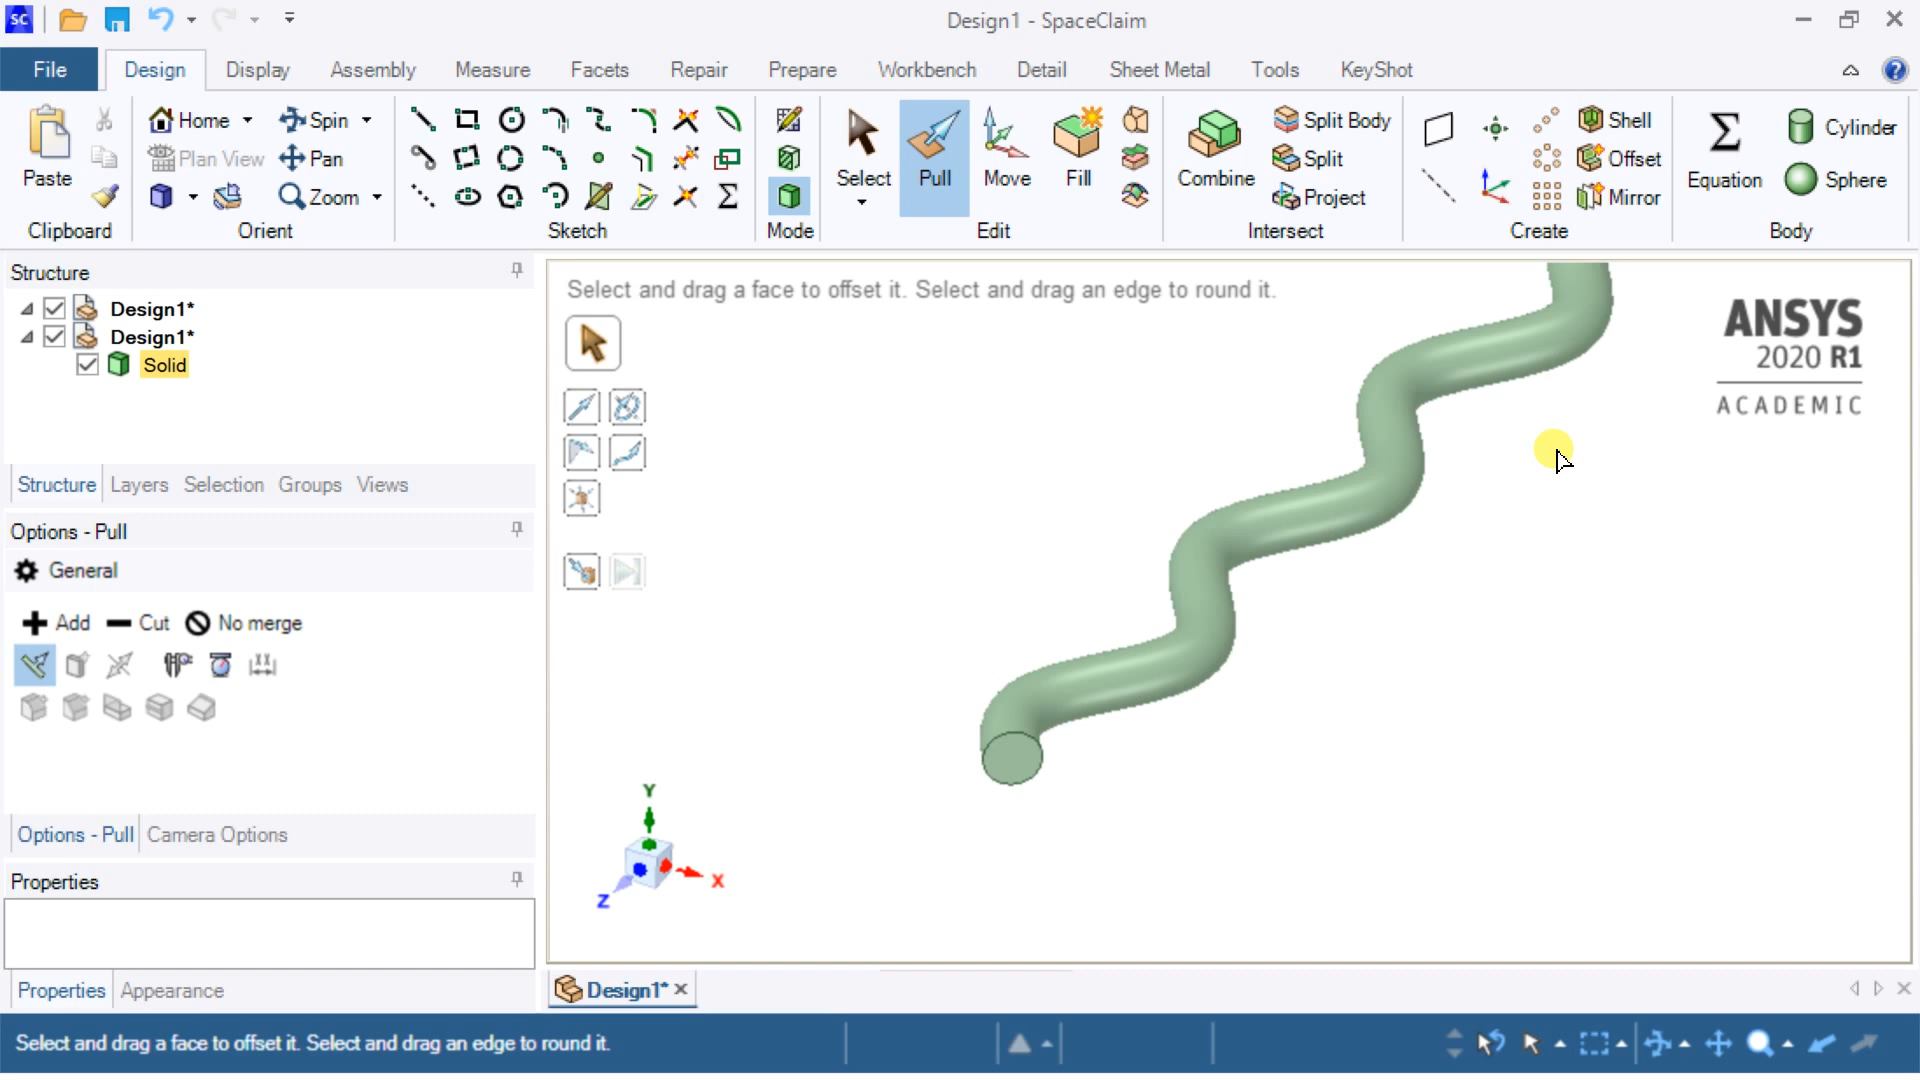 SC
Design1 - SpaceClaim
File Design Display Assembly Measure Facets Repair Prepare Workbench Detail Sheet Metal Tools KeyShot
?
Paste
Clipboard
Home Spin
Plan View Pan
Zoom
Orient
Sketch
Mode
Select Pull Move Fill
Edit
Combine
Split Body
Split
Project
Intersect
Shell
Offset
Mirror
Create
Equation
Cylinder
Sphere
Body
Structure
Design1*
Design1*
Solid
Structure Layers Selection Groups Views
Options - Pull
General
Add Cut No merge
Options - Pull Camera Options
Properties
Properties Appearance
Select and drag a face to offset it. Select and drag an edge to round it.
ANSYS
2020 R1
ACADEMIC
Y
X
Z
Design1*
Select and drag a face to offset it. Select and drag an edge to round it.